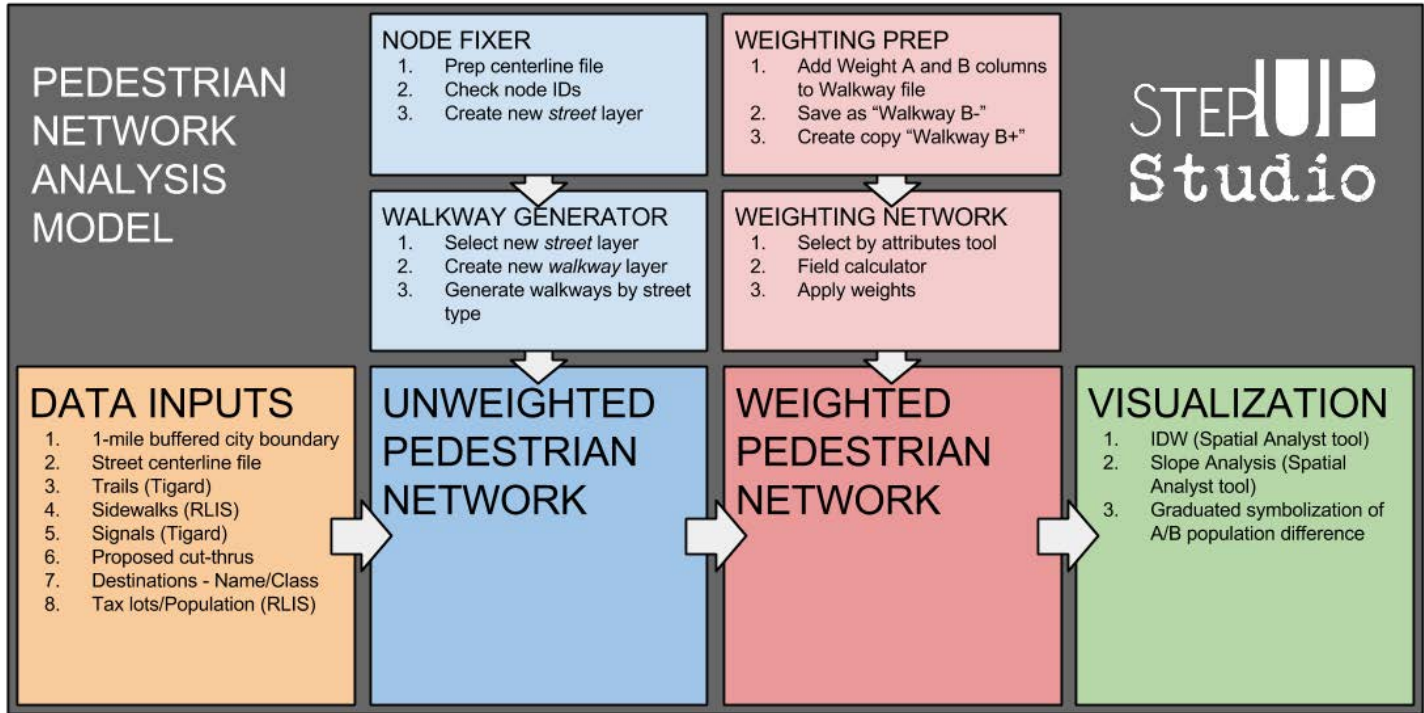 PEDESTRIAN
NETWORK
ANALYSIS
MODEL
NODE FIXER
1. Prep centerline file
2. Check node IDs
3. Create new street layer
WEIGHTING PREP
1. Add Weight A and B columns
to Walkway file
2. Save as “Walkway B-”
3. Create copy “Walkway B+”
STEPUP
Studio
WALKWAY GENERATOR
1. Select new street layer
2. Create new walkway layer
3. Generate walkways by street
type
WEIGHTING NETWORK
1. Select by attributes tool
2. Field calculator
3. Apply weights
DATA INPUTS
1. 1-mile buffered city boundary
2. Street centerline file
3. Trails (Tigard)
4. Sidewalks (RLIS)
5. Signals (Tigard)
6. Proposed cut-thrus
7. Destinations - Name/Class
8. Tax lots/Population (RLIS)
UNWEIGHTED
PEDESTRIAN
NETWORK
WEIGHTED
PEDESTRIAN
NETWORK
VISUALIZATION
1. IDW (Spatial Analyst tool)
2. Slope Analysis (Spatial
Analyst tool)
3. Graduated symbolization of
A/B population difference